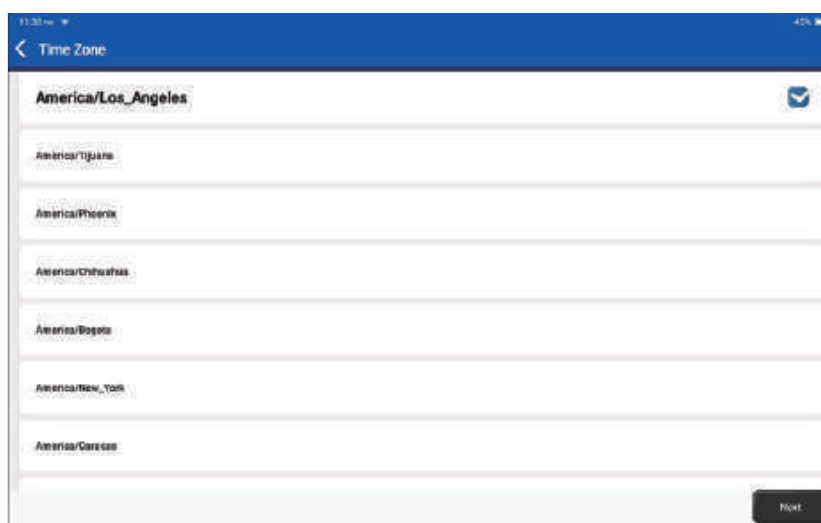 Time Zone
America/Los_Angeles
America/Tijuana
America/Phoenix
America/Chihuahua
America/Bogota
America/New_York
America/Caracas
Next